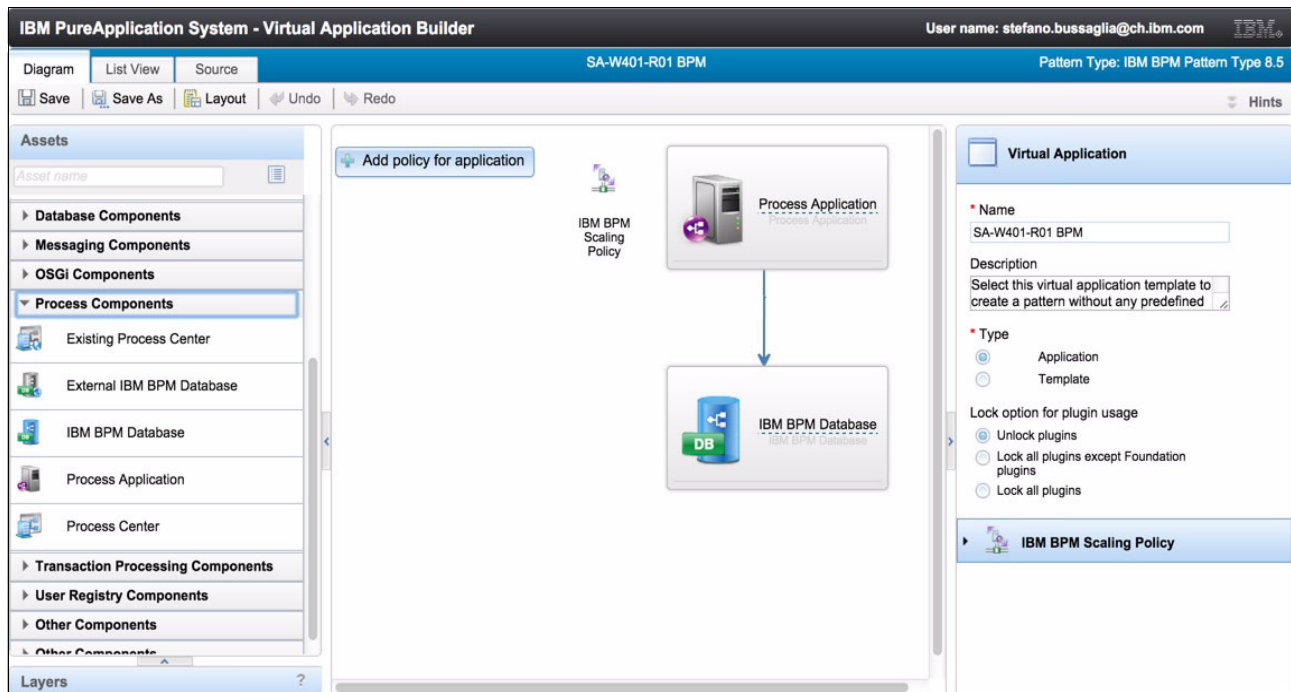 IBM PureApplication System - Virtual Application Builder
User name: stefano.bussaglia@ch.ibm.com
IBM
Diagram
List View
Source
SA-W401-R01 BPM
Pattern Type: IBM BPM Pattern Type 8.5
Save
Save As
Layout
Undo
Redo
Hints
Assets
Asset name
Database Components
Messaging Components
OSGi Components
Process Components
Existing Process Center
External IBM BPM Database
IBM BPM Database
Process Application
Process Center
Transaction Processing Components
User Registry Components
Other Components
Other Components
Layers
?
Add policy for application
IBM BPM
Scaling
Policy
Process Application
Process Application
DB
IBM BPM Database
IBM BPM Database
Virtual Application
* Name
SA-W401-R01 BPM
Description
Select this virtual application template to
create a pattern without any predefined
* Type
Application
Template
Lock option for plugin usage
Unlock plugins
Lock all plugins except Foundation
plugins
Lock all plugins
IBM BPM Scaling Policy